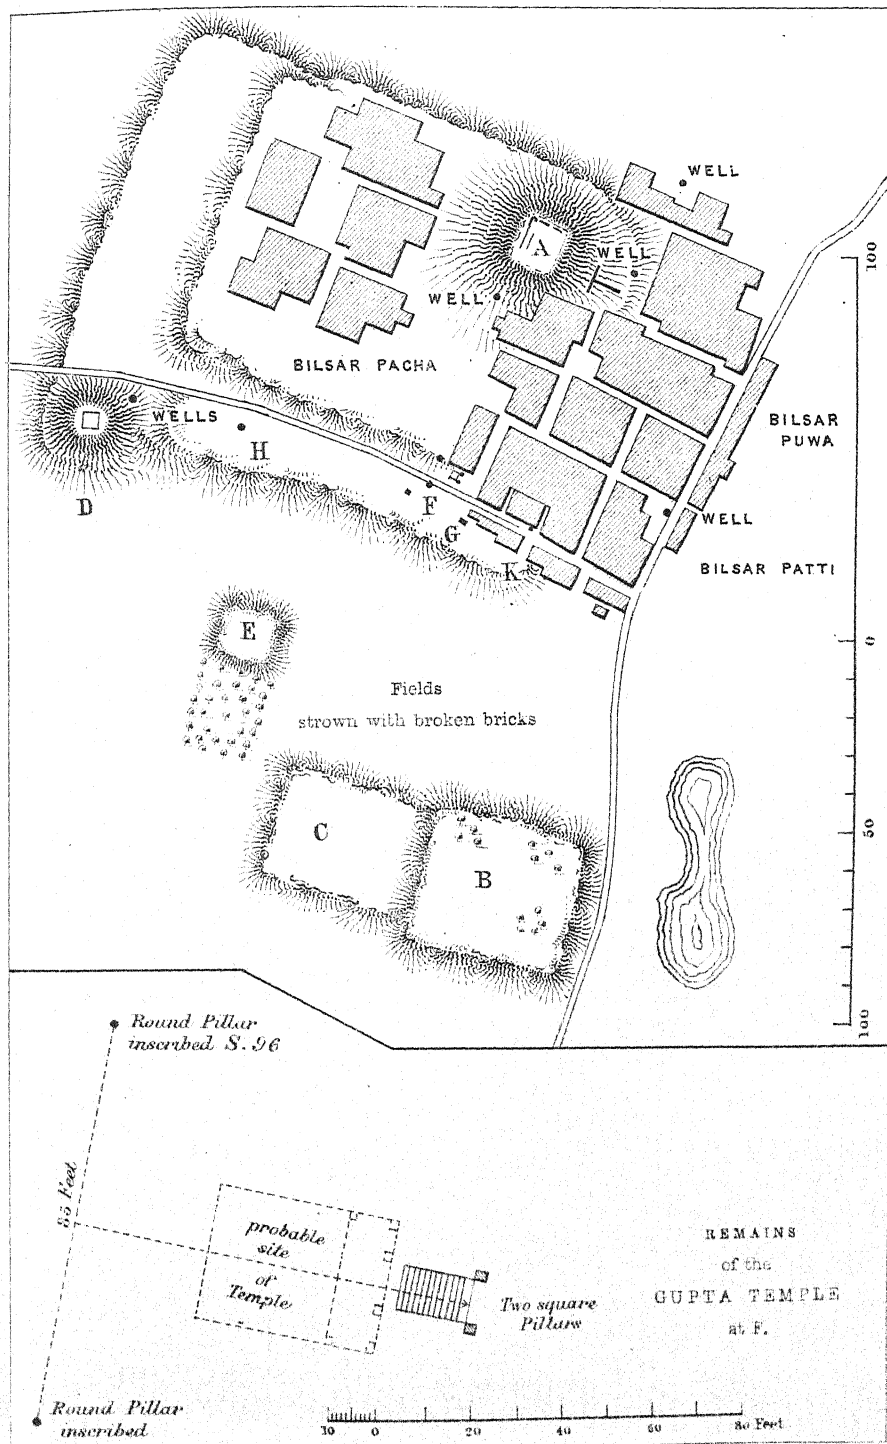 WELL
A
WELL
WELL
100
BILSAR PACHA
WELLS
BILSAR
PUWA
H
D
F
G
WELL
K
BILSAR PATTI
E
0
Fields
strown with broken bricks
C
B
50
100
Round Pillar
inscribed S. 96
85 Feet
probable
site
of
Temple
Two square
Pillars
REMAINS
of the
GUPTA TEMPLE
at F.
Round Pillar
inscribed
10 0 20 40 60 80 Feet